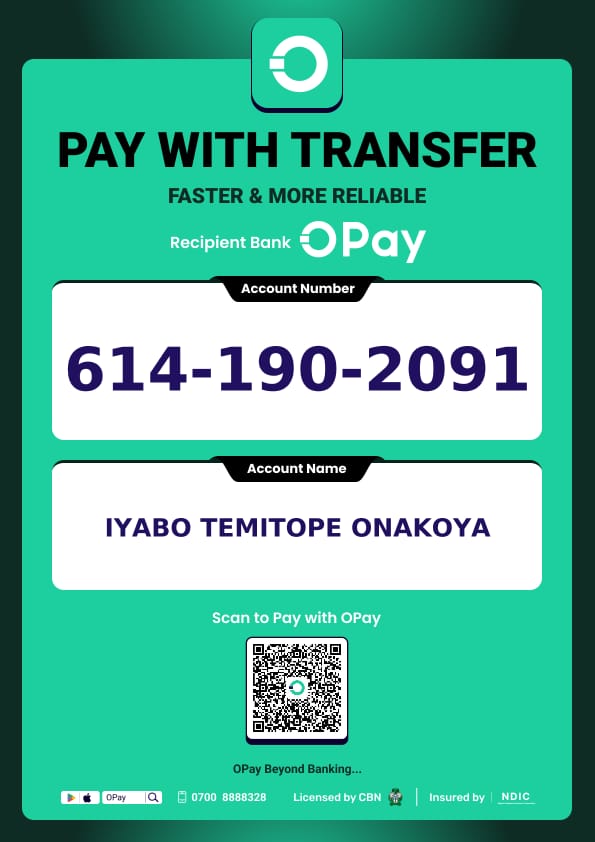 PAY WITH TRANSFER
FASTER & MORE RELIABLE
Recipient Bank OPay
Account Number
614-190-2091
Account Name
IYABO TEMITOPE ONAKOYA
Scan to Pay with OPay
OPay Beyond Banking...
OPay 0700 8888328 Licensed by CBN Insured by NDIC